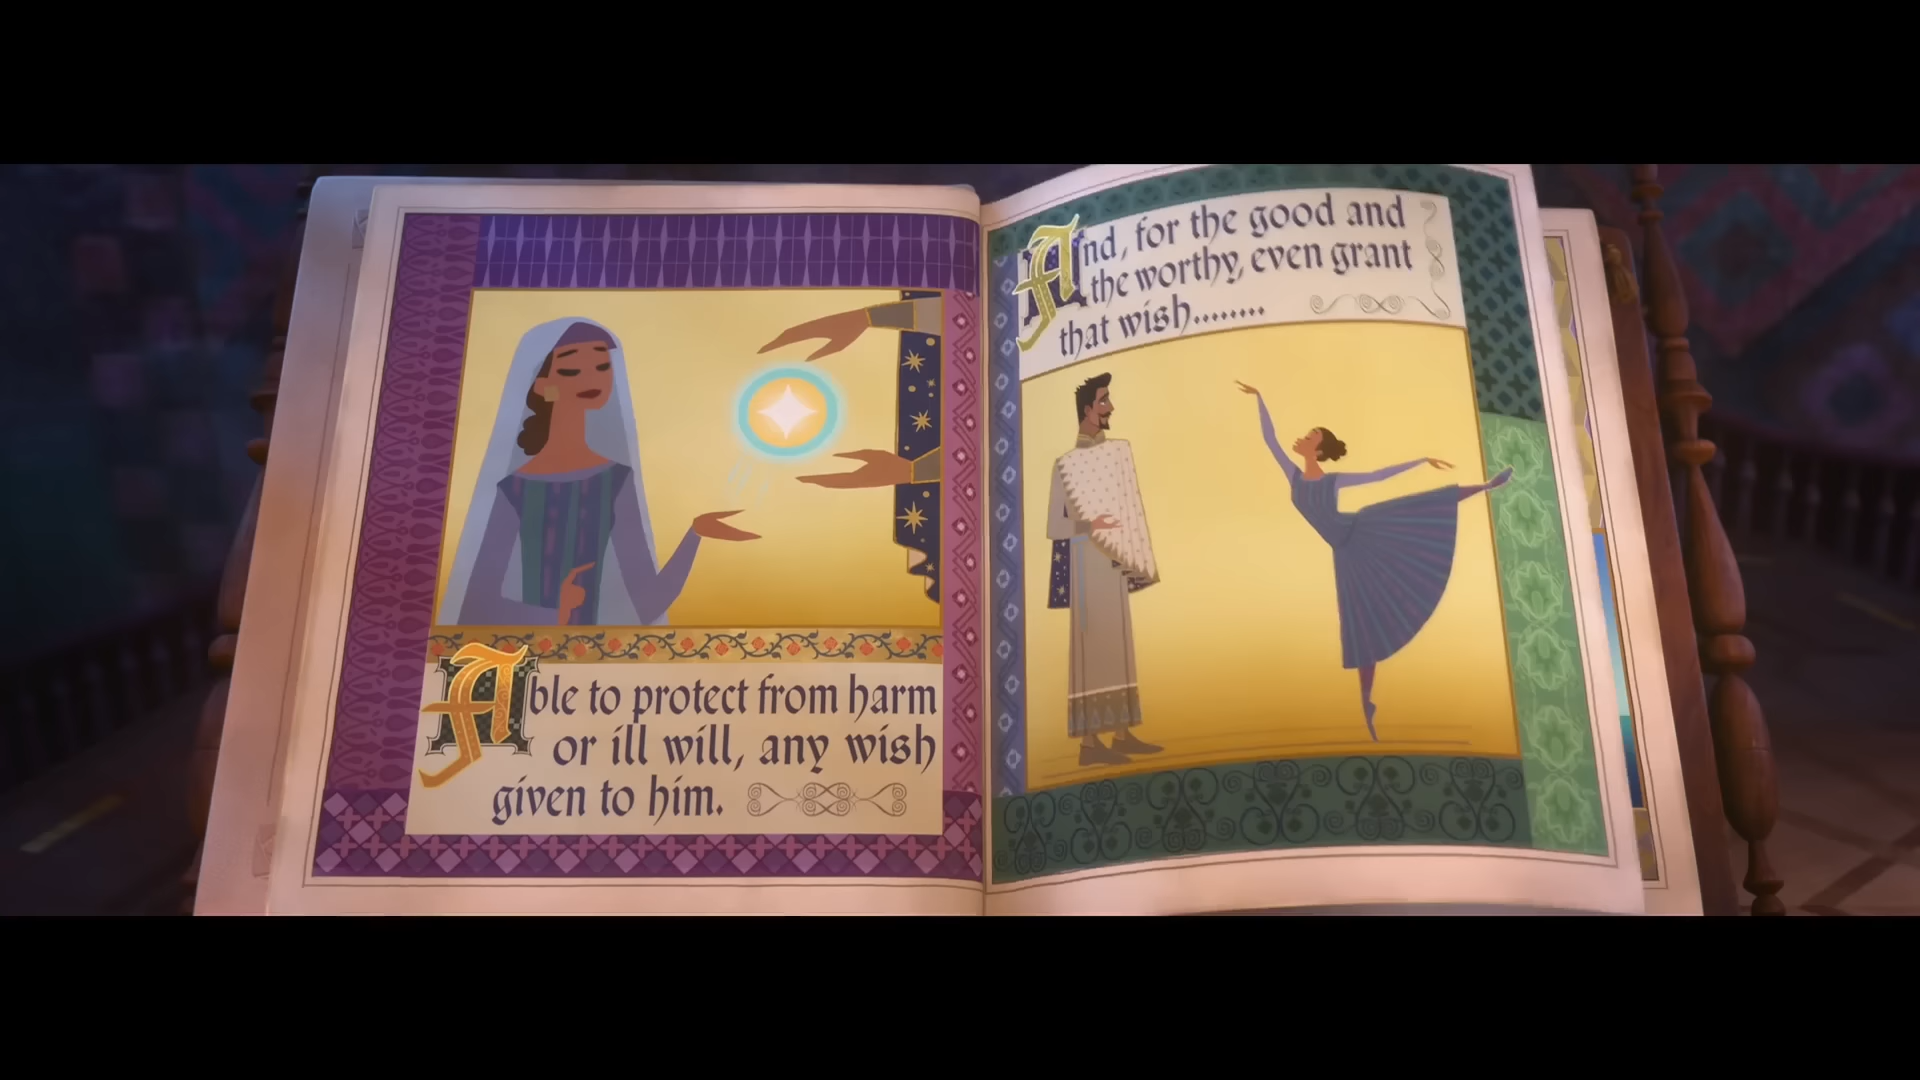 Able to protect from harm
or ill will, any wish
given to him.
And, for the good and
the worthy, even grant
that wish........